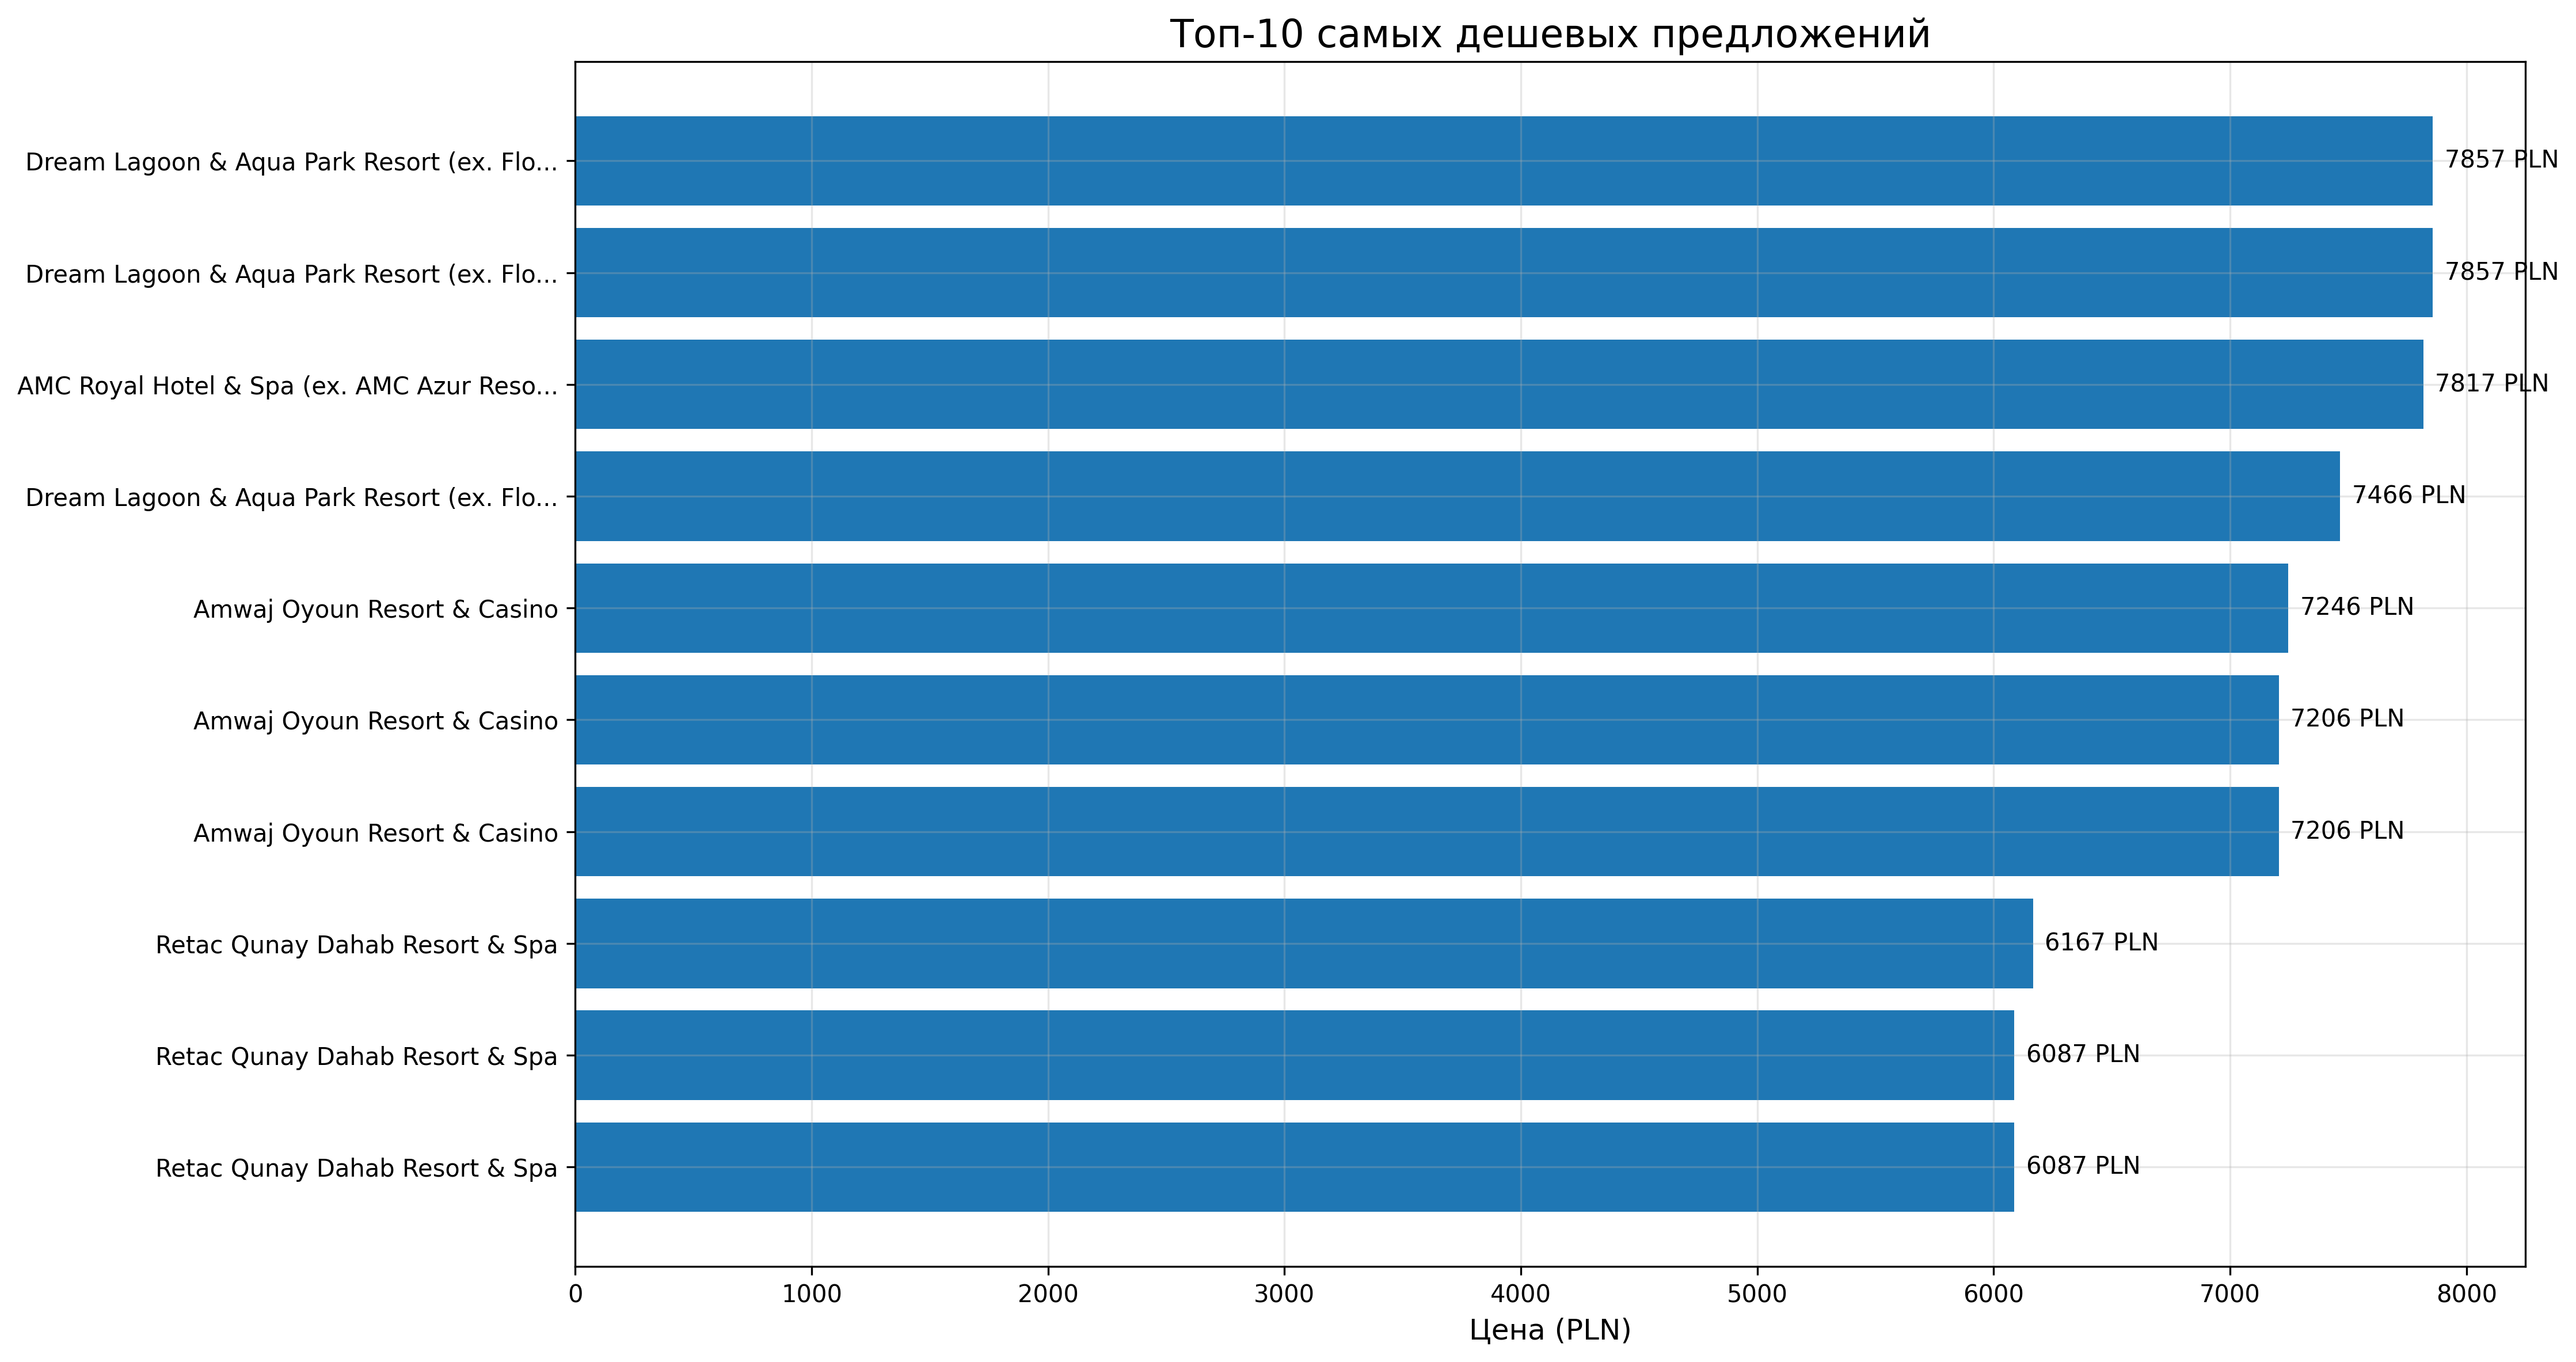 Топ-10 самых дешевых предложений
Dream Lagoon & Aqua Park Resort (ex. Flo...
7857 PLN
Dream Lagoon & Aqua Park Resort (ex. Flo...
7857 PLN
AMC Royal Hotel & Spa (ex. AMC Azur Reso...
7817 PLN
Dream Lagoon & Aqua Park Resort (ex. Flo...
7466 PLN
Amwaj Oyoun Resort & Casino
7246 PLN
Amwaj Oyoun Resort & Casino
7206 PLN
Amwaj Oyoun Resort & Casino
7206 PLN
Retac Qunay Dahab Resort & Spa
6167 PLN
Retac Qunay Dahab Resort & Spa
6087 PLN
Retac Qunay Dahab Resort & Spa
6087 PLN
0 1000 2000 3000 4000 5000 6000 7000 8000
Цена (PLN)